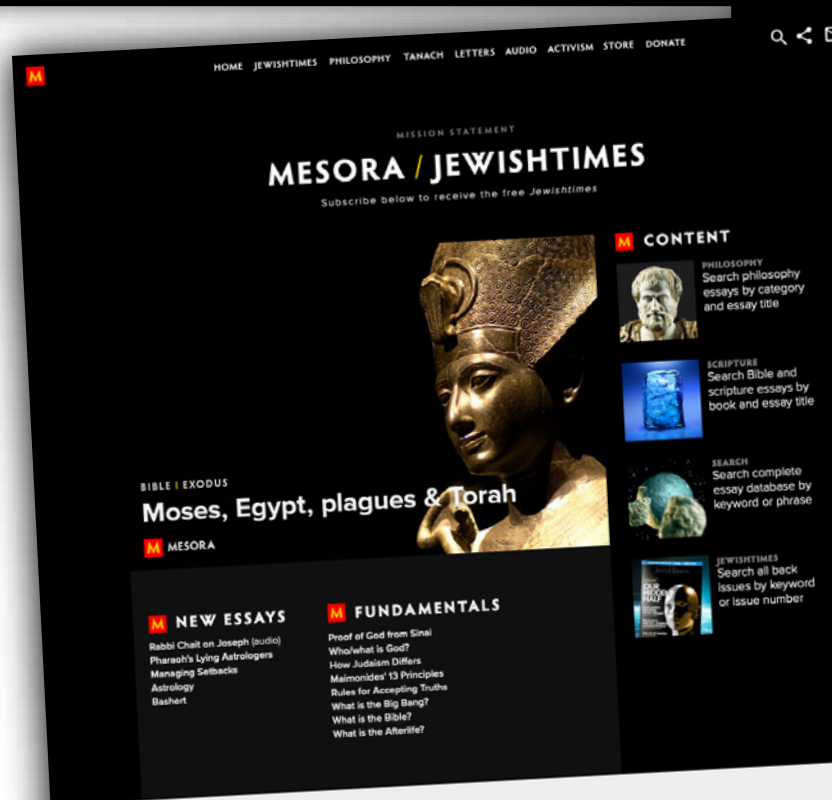 M
HOME JEWISHTIMES PHILOSOPHY TANACH LETTERS AUDIO ACTIVISM STORE DONATE
MISSION STATEMENT
MESORA / JEWISHTIMES
Subscribe below to receive the free Jewishtimes
BIBLE | EXODUS
Moses, Egypt, plagues & Torah
M MESORA
M CONTENT
PHILOSOPHY
Search philosophy
essays by category
and essay title
SCRIPTURE
Search Bible and
scripture essays by
book and essay title
SEARCH
Search complete
essay database by
keyword or phrase
JEWISHTIMES
Search all back
issues by keyword
or issue number
OUR
HIDDEN
HALF
M NEW ESSAYS
Rabbi Chait on Joseph (audio)
Pharaoh's Lying Astrologers
Managing Setbacks
Astrology
Bashert
M FUNDAMENTALS
Proof of God from Sinai
Who/what is God?
How Judaism Differs
Maimonides' 13 Principles
Rules for Accepting Truths
What is the Big Bang?
What is the Bible?
What is the Afterlife?